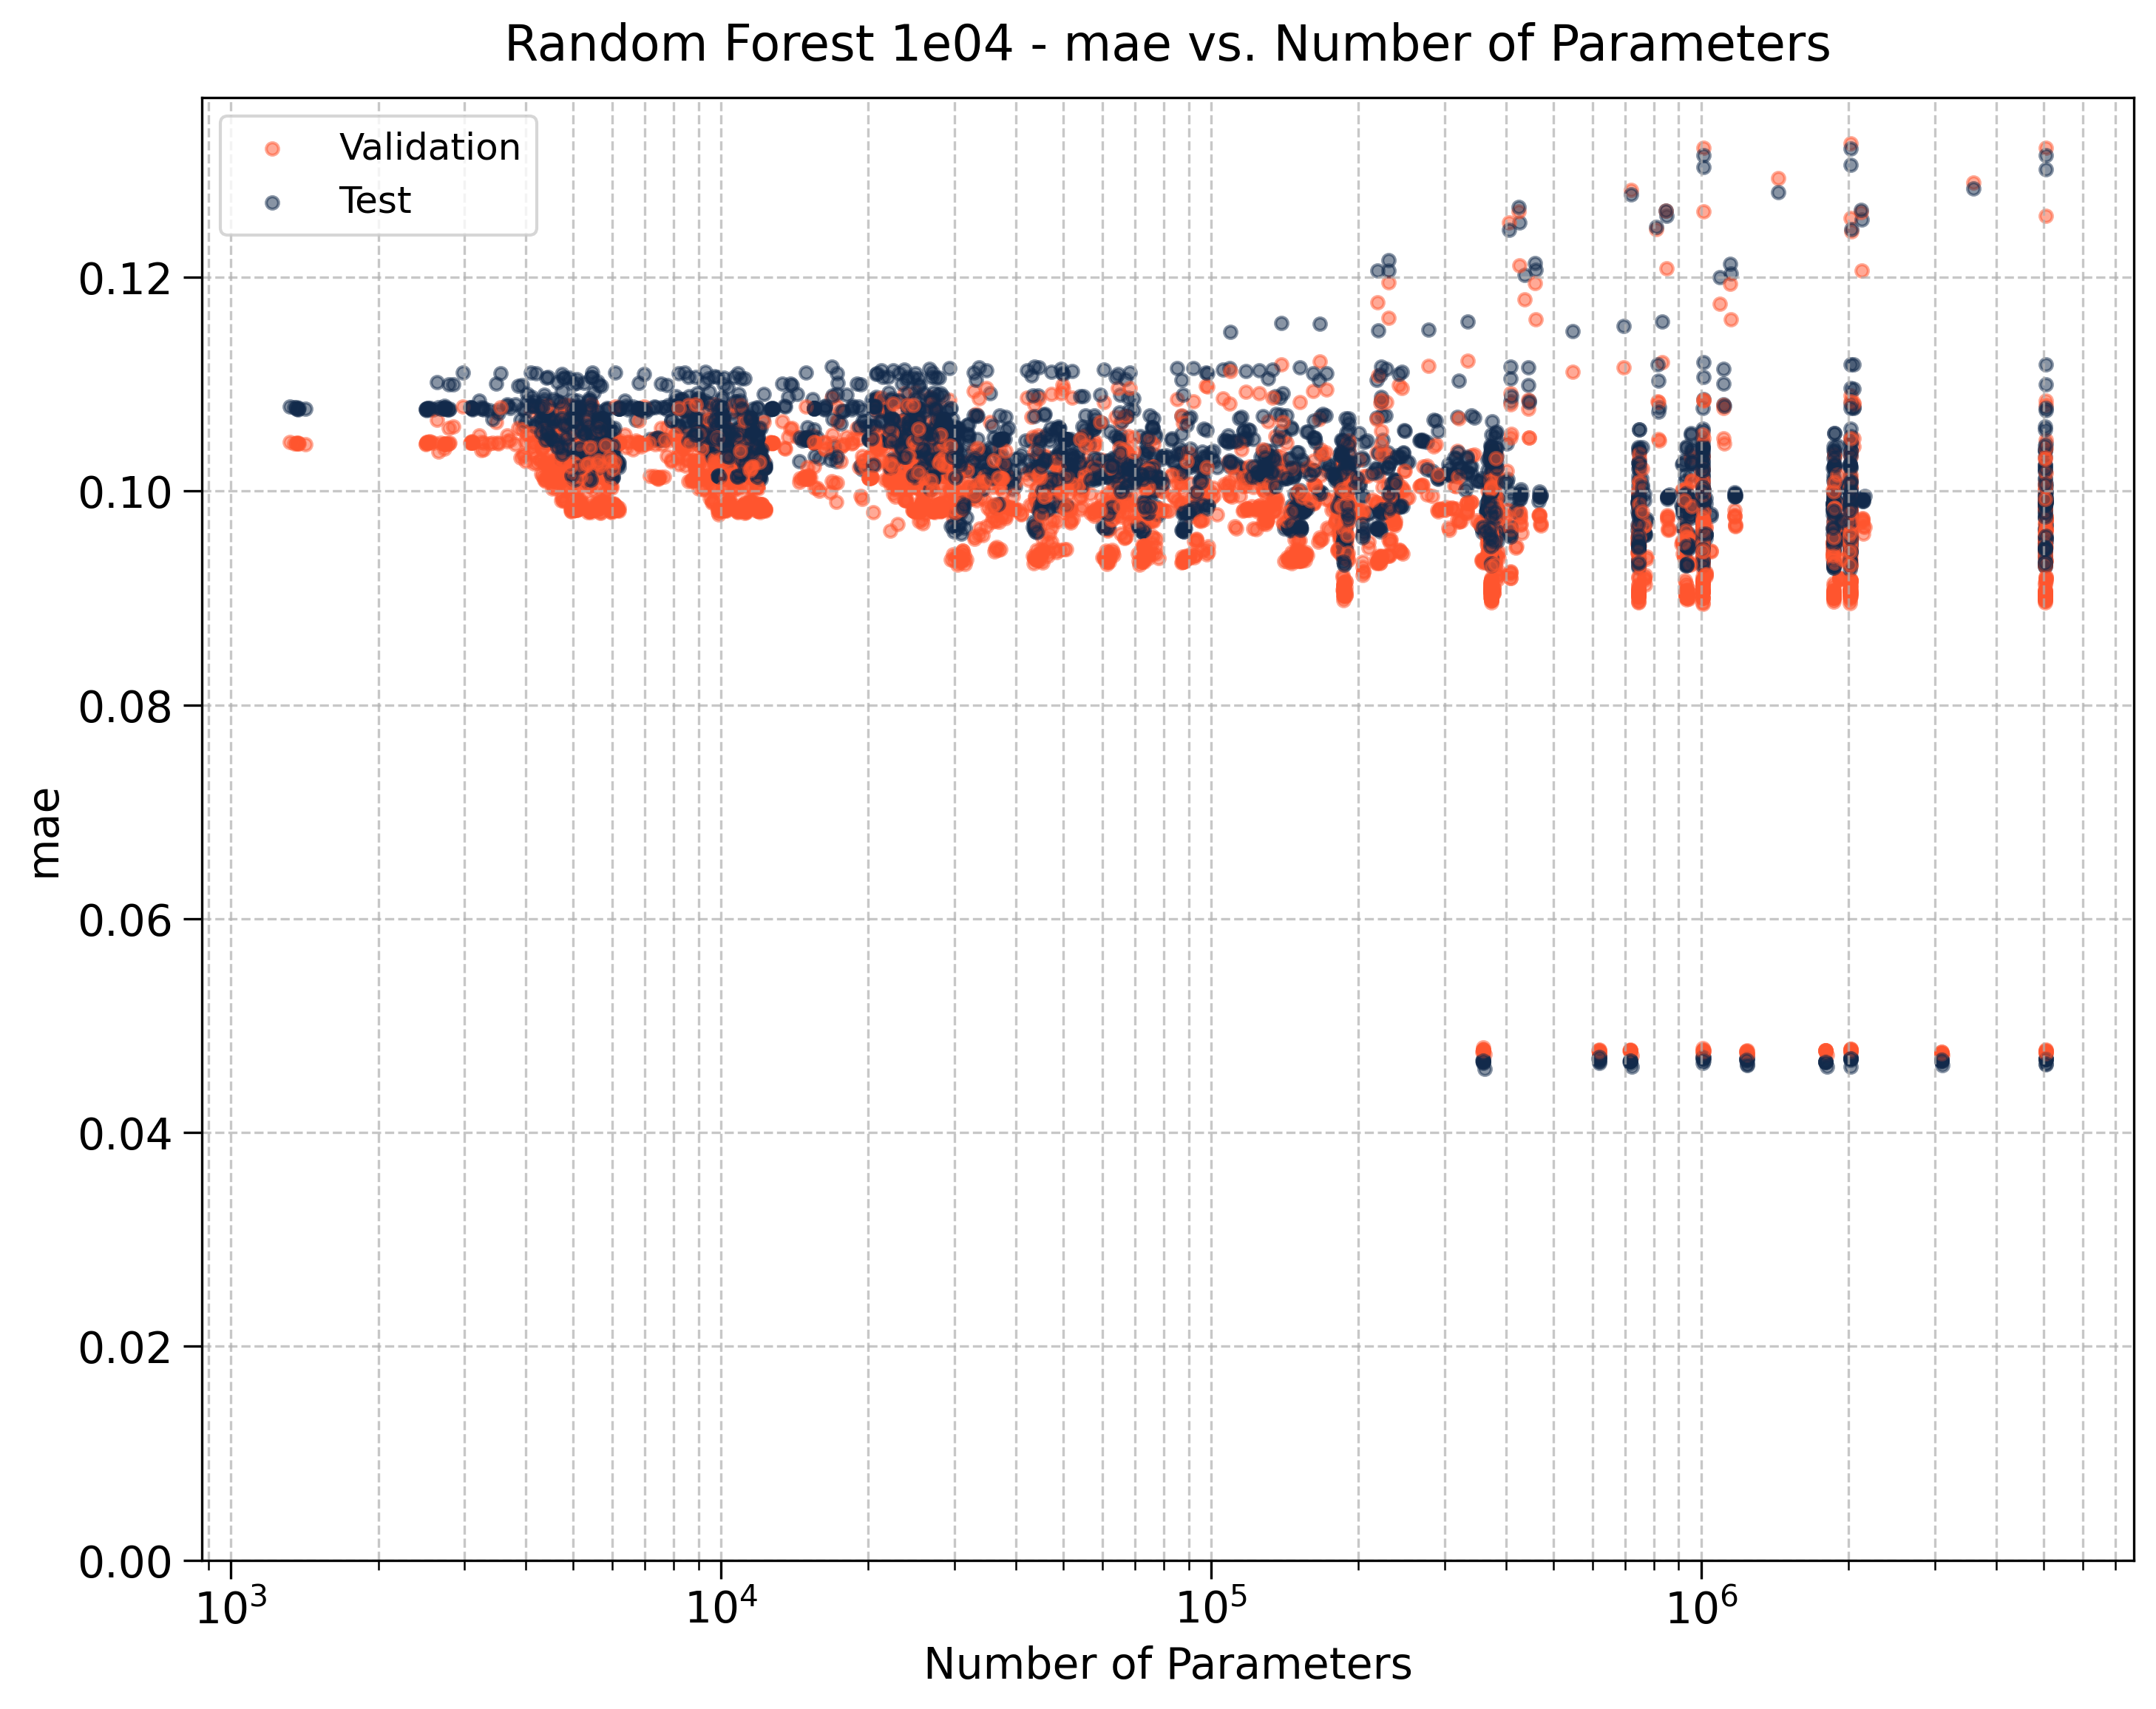 Random Forest 1e04 - mae vs. Number of Parameters
Validation
Test
0.12
0.10
0.08
0.06
0.04
0.02
0.00
mae
10³
10⁴
10⁵
10⁶
Number of Parameters